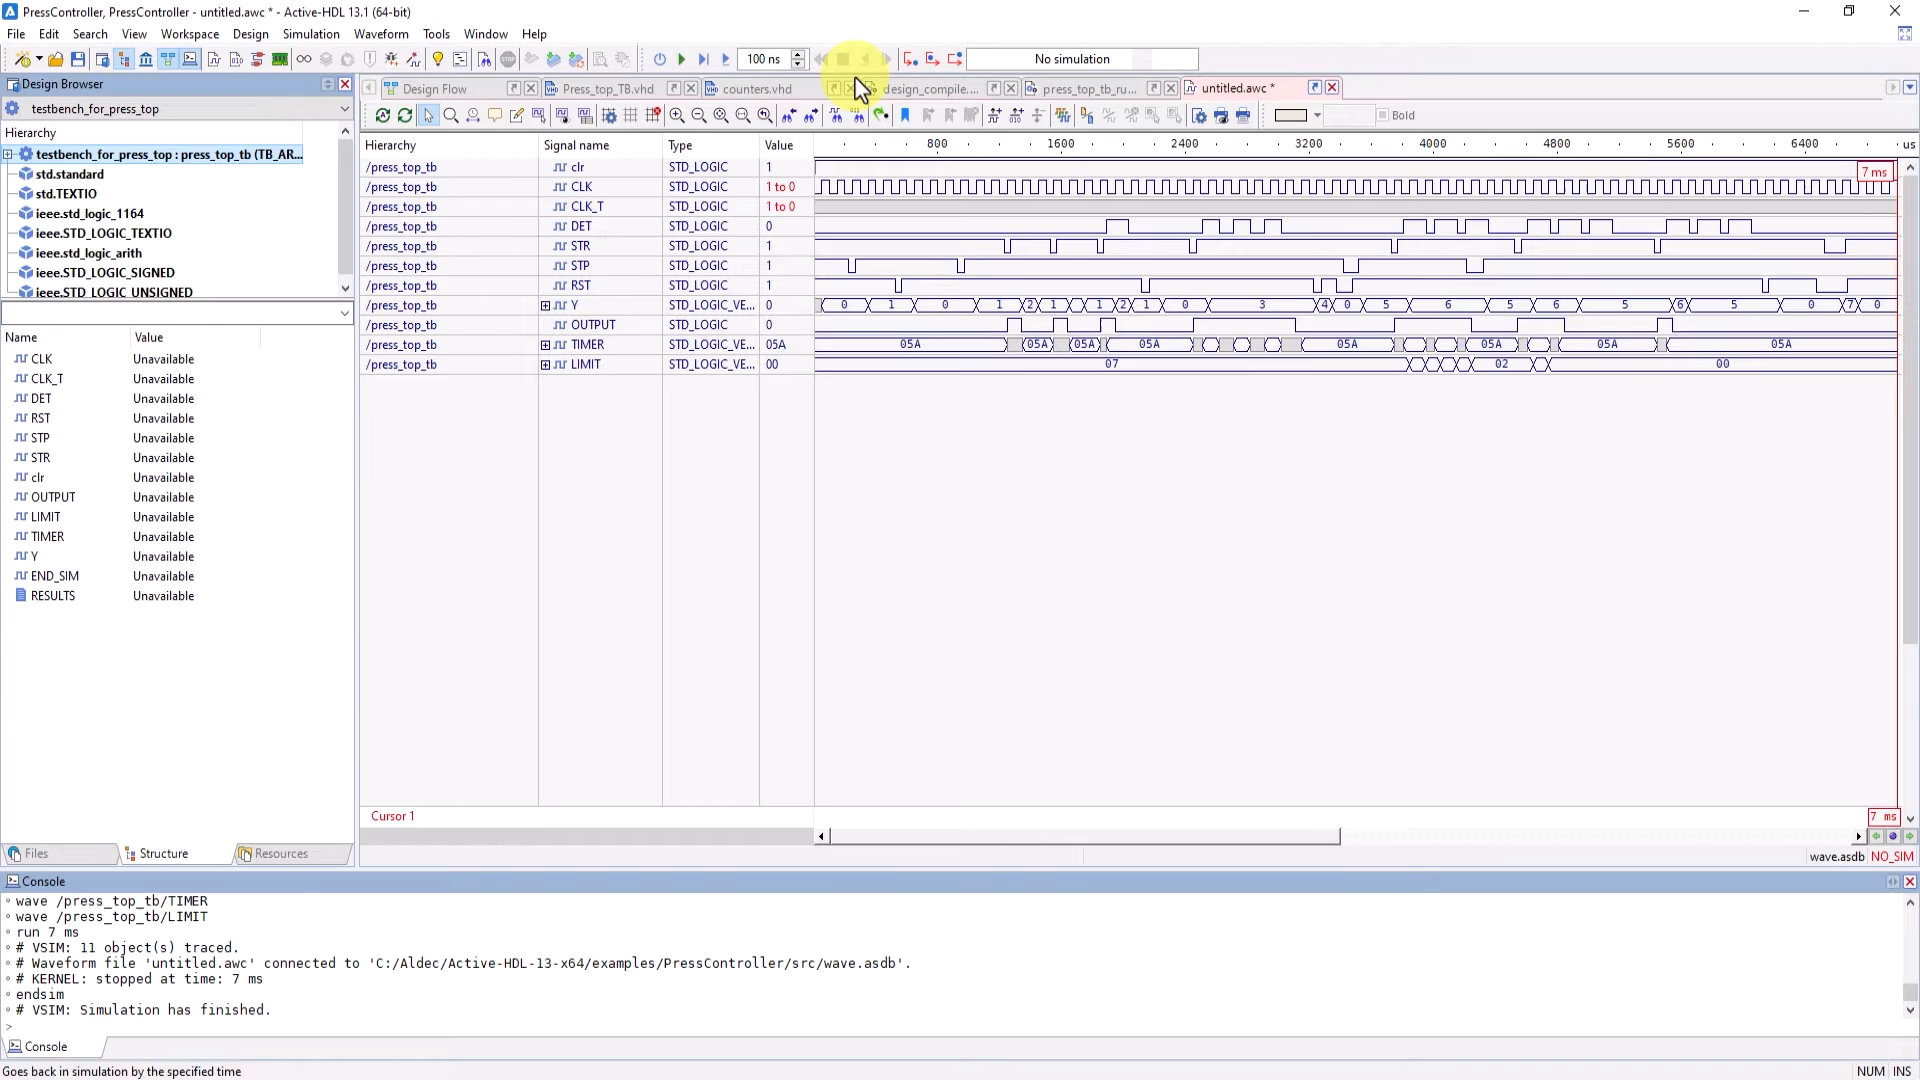 PressController, PressController - untitled.awc * - Active-HDL 13.1 (64-bit)
File Edit Search View Workspace Design Simulation Waveform Tools Window Help
100 ns No simulation
Design Browser
Design Flow Press_top_TB.vhd counters.vhd design_compile.... press_top_tb_ru... untitled.awc *
testbench_for_press_top
Bold
Hierarchy
testbench_for_press_top : press_top_tb (TB_AR...
std.standard
std.TEXTIO
ieee.std_logic_1164
ieee.STD_LOGIC_TEXTIO
ieee.std_logic_arith
ieee.STD_LOGIC_SIGNED
ieee.STD_LOGIC_UNSIGNED
Name Value
CLK Unavailable
CLK_T Unavailable
DET Unavailable
RST Unavailable
STP Unavailable
STR Unavailable
clr Unavailable
OUTPUT Unavailable
LIMIT Unavailable
TIMER Unavailable
Y Unavailable
END_SIM Unavailable
RESULTS Unavailable
Files Structure Resources
Hierarchy Signal name Type Value 800 1600 2400 3200 4000 4800 5600 6400 us
/press_top_tb clr STD_LOGIC 1
7 ms
/press_top_tb CLK STD_LOGIC 1 to 0
/press_top_tb CLK_T STD_LOGIC 1 to 0
/press_top_tb DET STD_LOGIC 0
/press_top_tb STR STD_LOGIC 1
/press_top_tb STP STD_LOGIC 1
/press_top_tb RST STD_LOGIC 1
/press_top_tb Y STD_LOGIC_VE... 0 0 1 0 1 2 1 1 2 1 0 3 4 0 5 6 5 6 5 6 5 0 7 0
/press_top_tb OUTPUT STD_LOGIC 0
/press_top_tb TIMER STD_LOGIC_VE... 05A 05A 05A 05A 05A 05A 05A 05A 05A
/press_top_tb LIMIT STD_LOGIC_VE... 00 07 02 00
Cursor 1 7 ms
wave.asdb NO_SIM
Console
wave /press_top_tb/TIMER
wave /press_top_tb/LIMIT
run 7 ms
# VSIM: 11 object(s) traced.
# Waveform file 'untitled.awc' connected to 'C:/Aldec/Active-HDL-13-x64/examples/PressController/src/wave.asdb'.
# KERNEL: stopped at time: 7 ms
endsim
# VSIM: Simulation has finished.
>
Console
Goes back in simulation by the specified time NUM INS